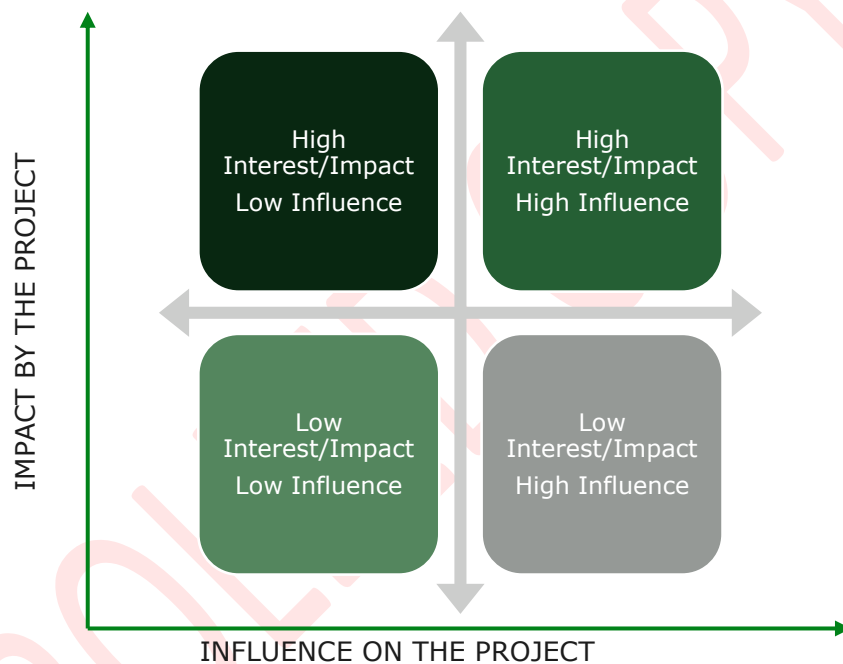 IMPACT BY THE PROJECT
High
Interest/Impact
Low Influence
High
Interest/Impact
High Influence
Low
Interest/Impact
Low Influence
Low
Interest/Impact
High Influence
INFLUENCE ON THE PROJECT